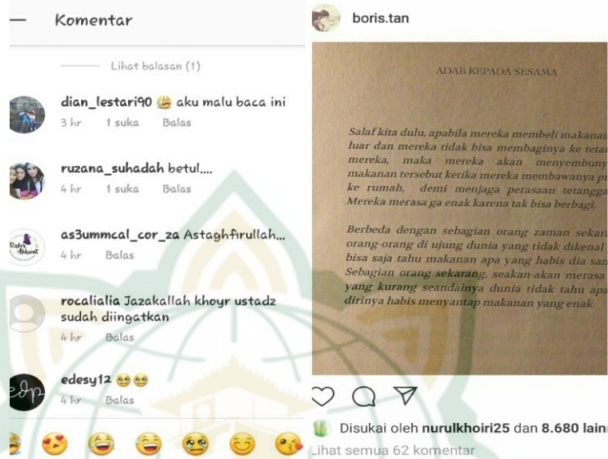 Komentar
Lihat balasan (1)
dian_lestari90 😂 aku malu baca ini
3 hr 1 suka Balas
ruzana_suhadah betul....
4 hr 1 suka Balas
as3ummcal_cor_za Astaghfirullah...
4 hr Balas
rocalialia Jazakallah khoyr ustadz
sudah diingatkan
4 hr Balas
edesy12 😄😄
4 hr Balas
boris.tan
ADAB KEPADA SESAMA
Salaf kita dulu, apabila mereka membeli makana
luar dan mereka tidak bisa membaginya ke teta
mereka, maka mereka akan menyembuny
makanan tersebut ketika mereka membawanya p
ke rumah, demi menjaga perasaan tetangg
Mereka merasa ga enak karena tak bisa berbagi.
Berbeda dengan sebagian orang zaman sekar
orang-orang di ujung dunia yang tidak dikenal
bisa saja tahu makanan apa yang habis dia san
Sebagian orang sekarang, seakan-akan merasa
yang kurang seandainya dunia tidak tahu apa
dirinya habis menyantap makanan yang enak.
Disukai oleh nurulkhoiri25 dan 8.680 lain
Lihat semua 62 komentar